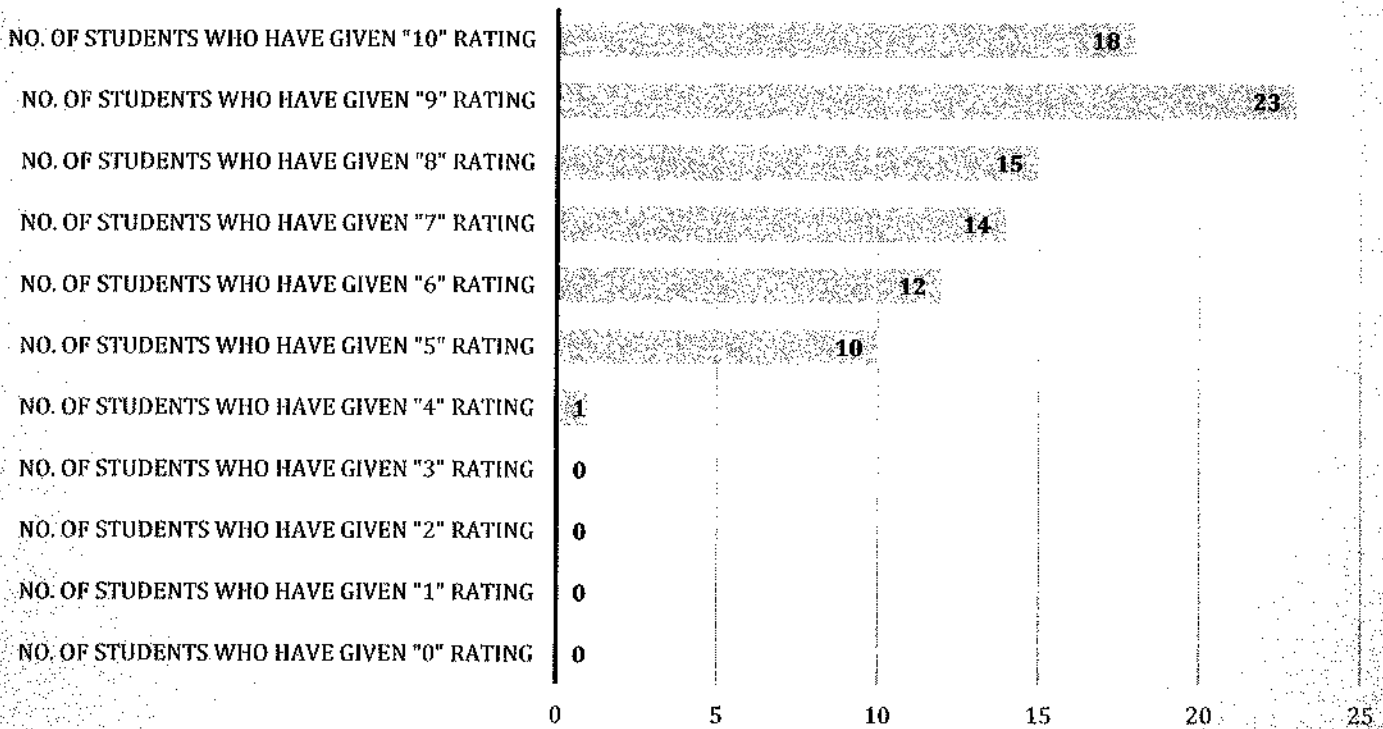 NO. OF STUDENTS WHO HAVE GIVEN "10" RATING 18
NO. OF STUDENTS WHO HAVE GIVEN "9" RATING 23
NO. OF STUDENTS WHO HAVE GIVEN "8" RATING 15
NO. OF STUDENTS WHO HAVE GIVEN "7" RATING 14
NO. OF STUDENTS WHO HAVE GIVEN "6" RATING 12
NO. OF STUDENTS WHO HAVE GIVEN "5" RATING 10
NO. OF STUDENTS WHO HAVE GIVEN "4" RATING 1
NO. OF STUDENTS WHO HAVE GIVEN "3" RATING 0
NO. OF STUDENTS WHO HAVE GIVEN "2" RATING 0
NO. OF STUDENTS WHO HAVE GIVEN "1" RATING 0
NO. OF STUDENTS WHO HAVE GIVEN "0" RATING 0
0 5 10 15 20 25